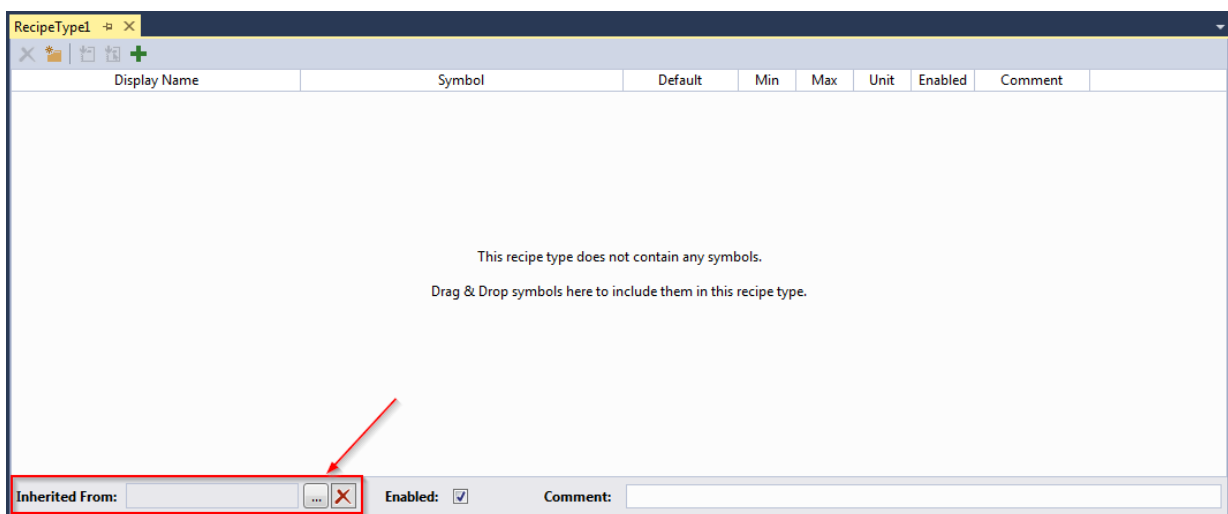 RecipeType1
Display Name Symbol Default Min Max Unit Enabled Comment
This recipe type does not contain any symbols.
Drag & Drop symbols here to include them in this recipe type.
Inherited From: ... Enabled: Comment: